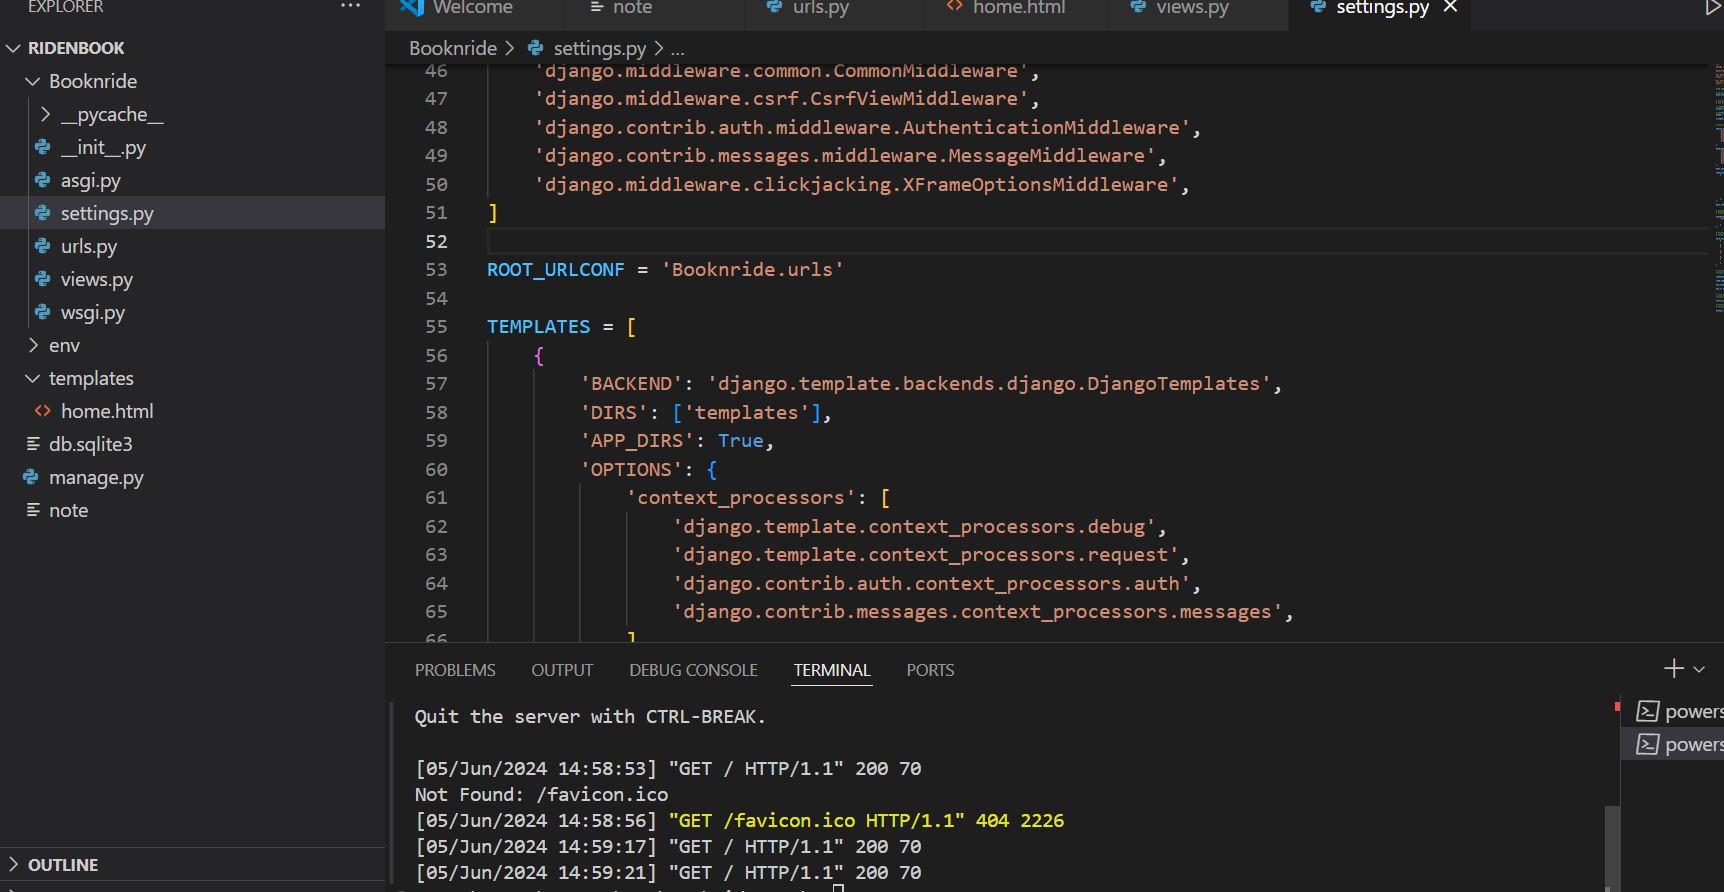 EXPLORER
···
RIDENBOOK
Booknride
__pycache__
__init__.py
asgi.py
settings.py
urls.py
views.py
wsgi.py
env
templates
home.html
db.sqlite3
manage.py
note
OUTLINE
Welcome
note
urls.py
home.html
views.py
settings.py
Booknride > settings.py > ...
46 'django.middleware.common.CommonMiddleware',
47 'django.middleware.csrf.CsrfViewMiddleware',
48 'django.contrib.auth.middleware.AuthenticationMiddleware',
49 'django.contrib.messages.middleware.MessageMiddleware',
50 'django.middleware.clickjacking.XFrameOptionsMiddleware',
51 ]
52
53 ROOT_URLCONF = 'Booknride.urls'
54
55 TEMPLATES = [
56 {
57 'BACKEND': 'django.template.backends.django.DjangoTemplates',
58 'DIRS': ['templates'],
59 'APP_DIRS': True,
60 'OPTIONS': {
61 'context_processors': [
62 'django.template.context_processors.debug',
63 'django.template.context_processors.request',
64 'django.contrib.auth.context_processors.auth',
65 'django.contrib.messages.context_processors.messages',
66 ]
PROBLEMS OUTPUT DEBUG CONSOLE TERMINAL PORTS
Quit the server with CTRL-BREAK.
[05/Jun/2024 14:58:53] "GET / HTTP/1.1" 200 70
Not Found: /favicon.ico
[05/Jun/2024 14:58:56] "GET /favicon.ico HTTP/1.1" 404 2226
[05/Jun/2024 14:59:17] "GET / HTTP/1.1" 200 70
[05/Jun/2024 14:59:21] "GET / HTTP/1.1" 200 70
powers
powers